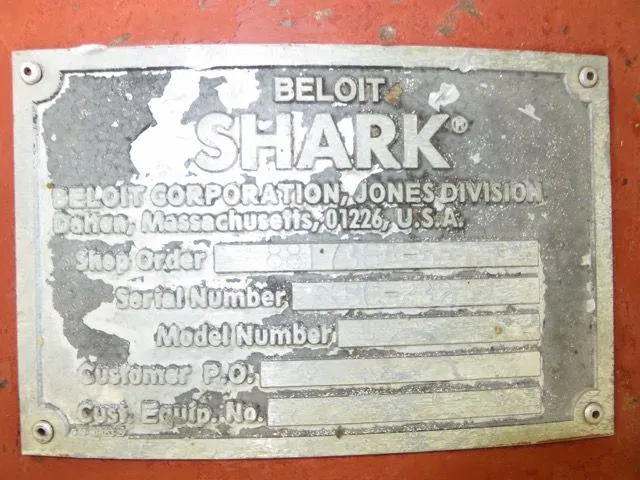 BELOIT
SHARK®
BELOIT CORPORATION, JONES DIVISION
Dalton, Massachusetts, 01226, U.S.A.
Shop Order
Serial Number
Model Number
Customer P.O.
Cust. Equip. No.